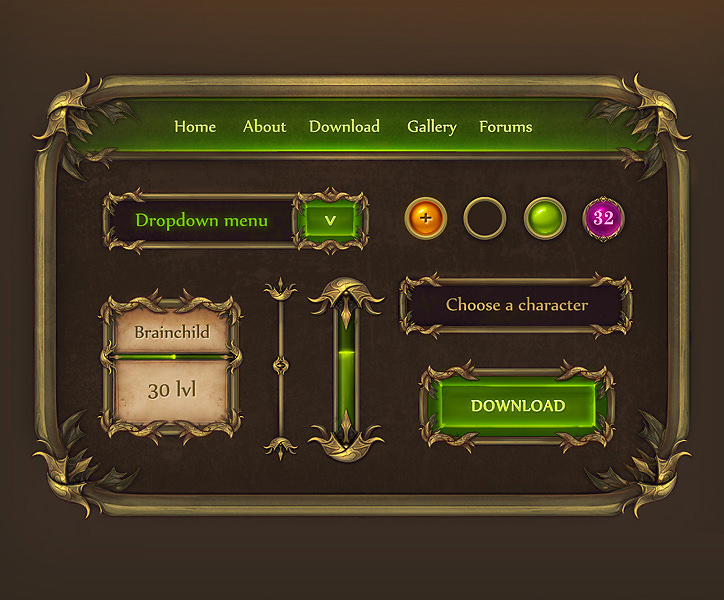 Home About Download Gallery Forums
Dropdown menu
+
32
Choose a character
Brainchild
30 lvl
DOWNLOAD